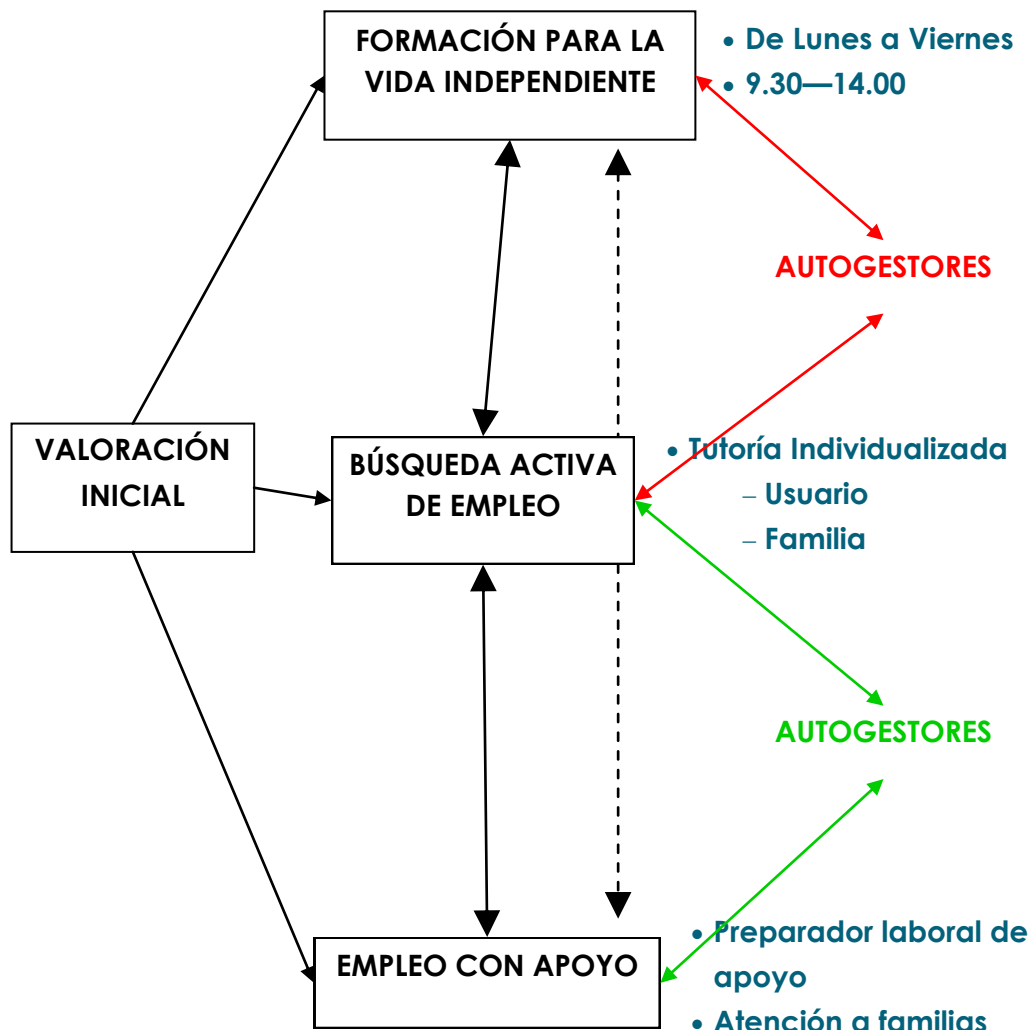 FORMACIÓN PARA LA
VIDA INDEPENDIENTE
• De Lunes a Viernes
• 9.30—14.00
AUTOGESTORES
VALORACIÓN
INICIAL
BÚSQUEDA ACTIVA
DE EMPLEO
• Tutoría Individualizada
– Usuario
– Familia
AUTOGESTORES
EMPLEO CON APOYO
• Preparador laboral de
apoyo
• Atención a familias